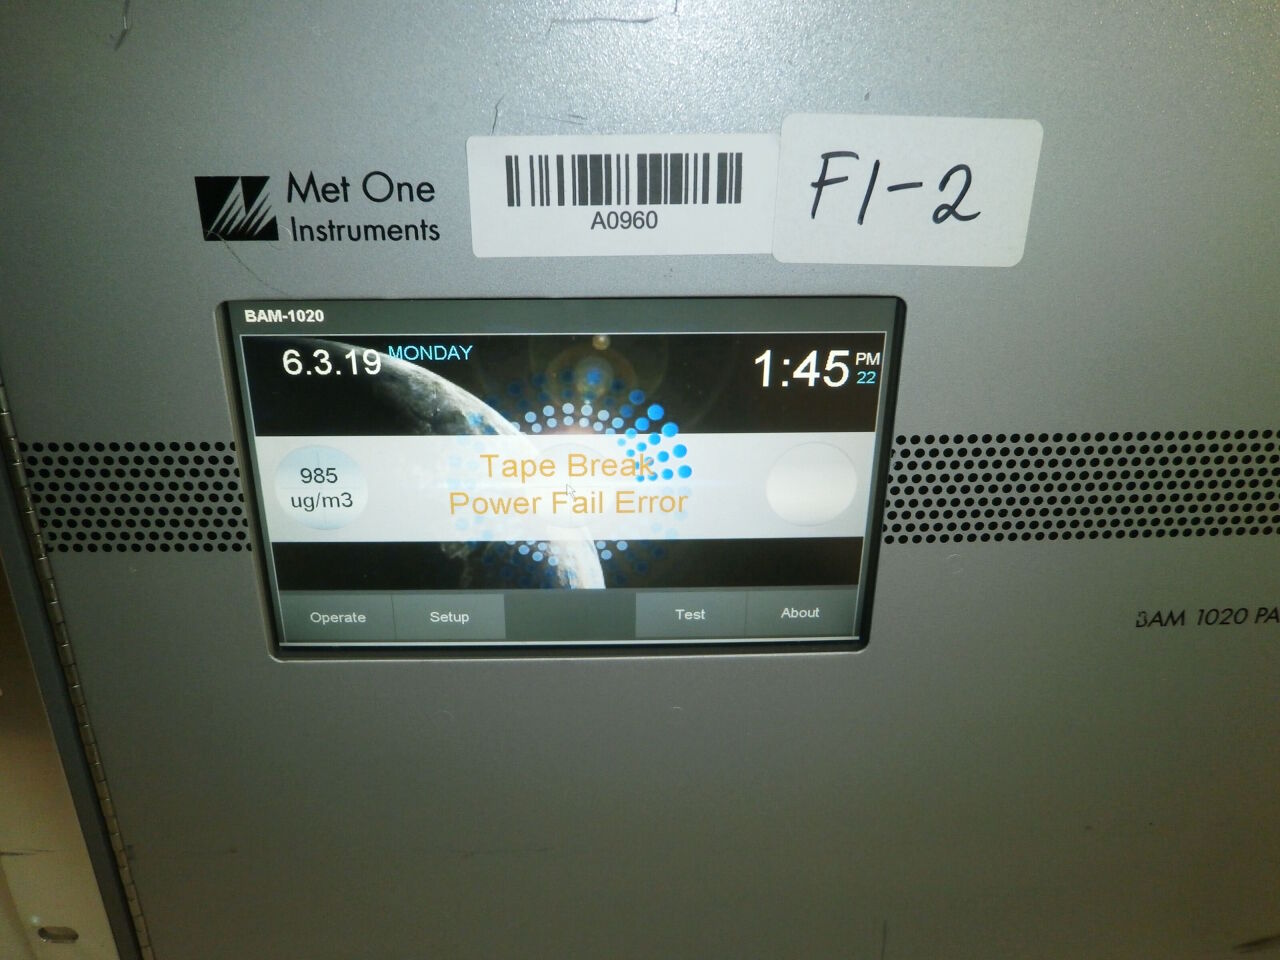 Met One
Instruments
A0960
F1-2
BAM-1020
6.3.19 MONDAY
1:45 PM
22
985
ug/m3
Tape Break
Power Fail Error
Operate
Setup
Test
About
BAM 1020 PA